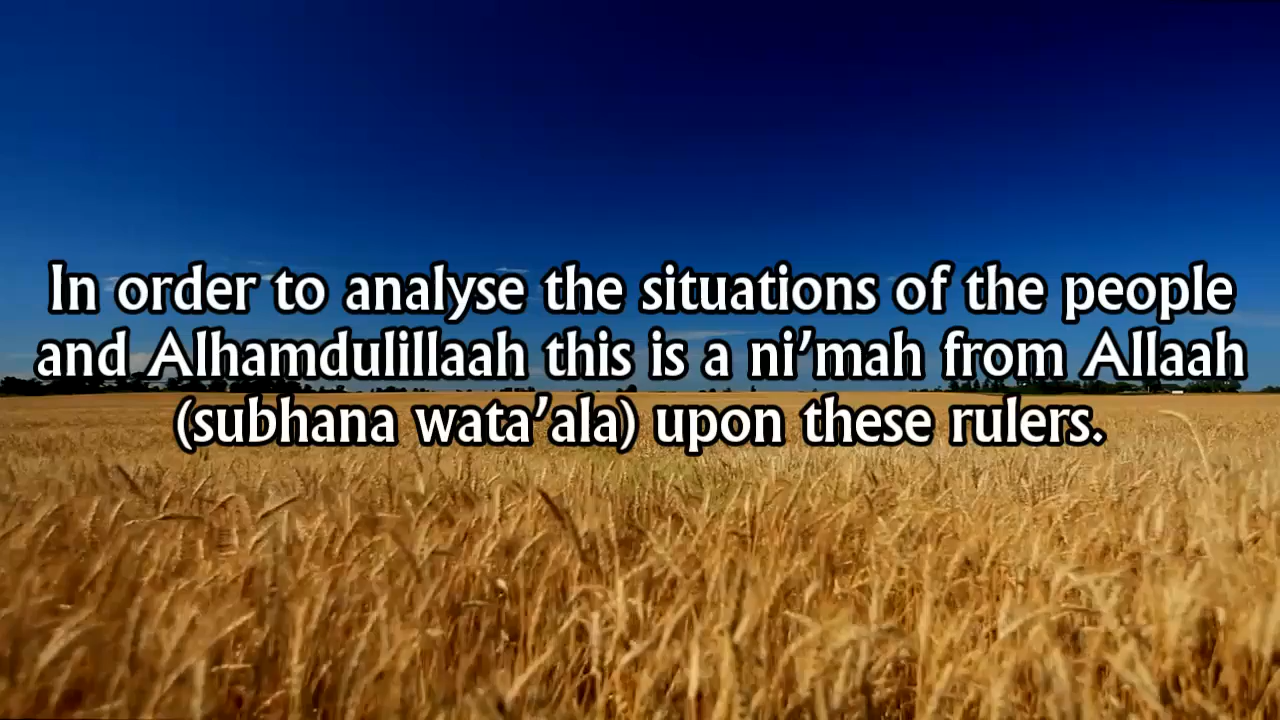 In order to analyse the situations of the people
and Alhamdulillaah this is a ni’mah from Allaah
(subhana wata’ala) upon these rulers.